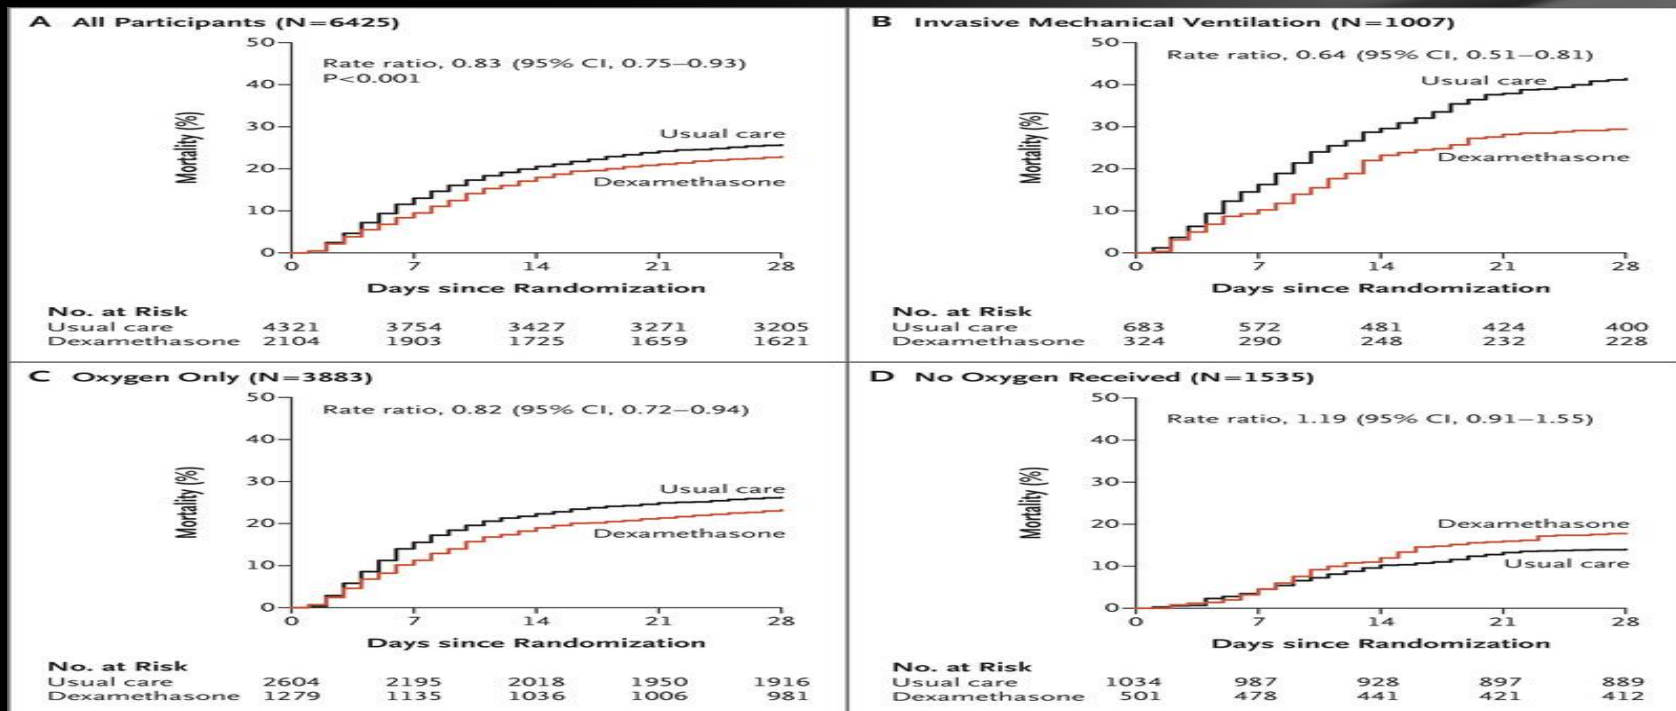 A All Participants (N=6425)
50
40
30
20
10
0
Mortality (%)
Rate ratio, 0.83 (95% CI, 0.75–0.93)
P<0.001
Usual care
Dexamethasone
0 7 14 21 28
Days since Randomization
No. at Risk
Usual care 4321 3754 3427 3271 3205
Dexamethasone 2104 1903 1725 1659 1621
B Invasive Mechanical Ventilation (N=1007)
50
40
30
20
10
0
Mortality (%)
Rate ratio, 0.64 (95% CI, 0.51–0.81)
Usual care
Dexamethasone
0 7 14 21 28
Days since Randomization
No. at Risk
Usual care 683 572 481 424 400
Dexamethasone 324 290 248 232 228
C Oxygen Only (N=3883)
50
40
30
20
10
0
Mortality (%)
Rate ratio, 0.82 (95% CI, 0.72–0.94)
Usual care
Dexamethasone
0 7 14 21 28
Days since Randomization
No. at Risk
Usual care 2604 2195 2018 1950 1916
Dexamethasone 1279 1135 1036 1006 981
D No Oxygen Received (N=1535)
50
40
30
20
10
0
Mortality (%)
Rate ratio, 1.19 (95% CI, 0.91–1.55)
Dexamethasone
Usual care
0 7 14 21 28
Days since Randomization
No. at Risk
Usual care 1034 987 928 897 889
Dexamethasone 501 478 441 421 412